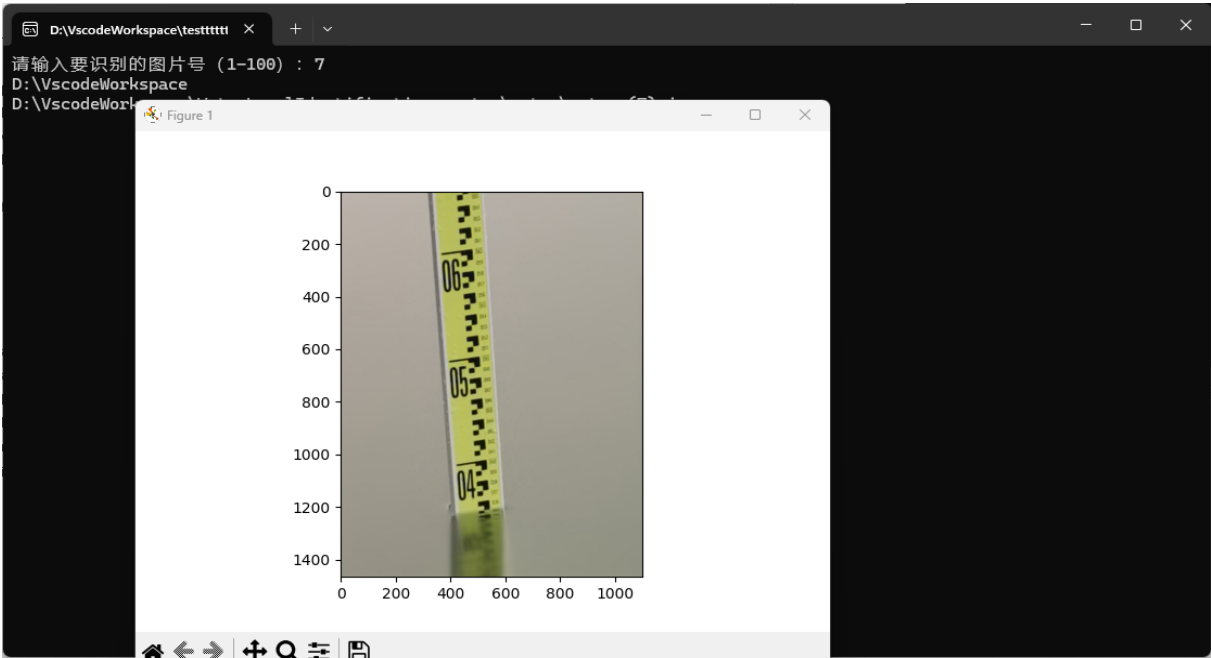 D:\VscodeWorkspace\testttttt
请输入要识别的图片号 (1-100) : 7
D:\VscodeWorkspace
Figure 1
0
200
400
600
800
1000
1200
1400
06
05
04
0 200 400 600 800 1000